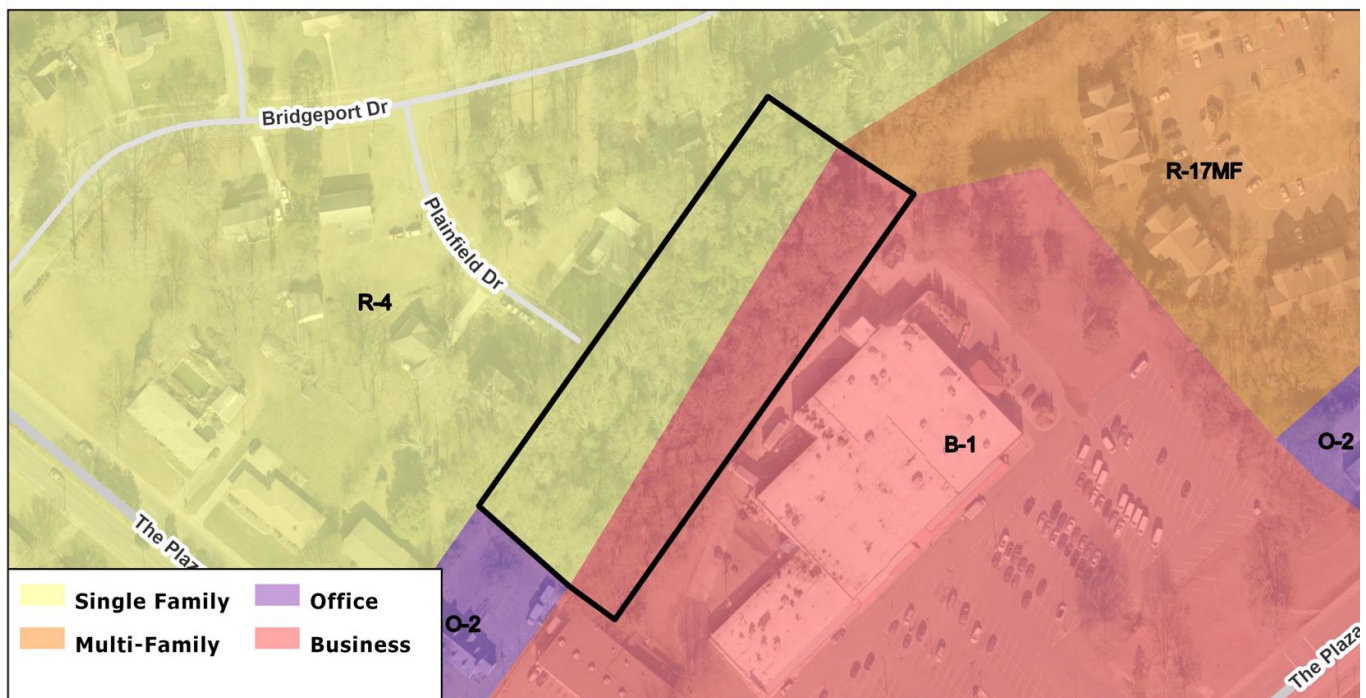 Bridgeport Dr
R-17MF
Plainfield Dr
R-4
B-1
O-2
The Plaza
Single Family
Office
Multi-Family
Business
O-2
The Plaza